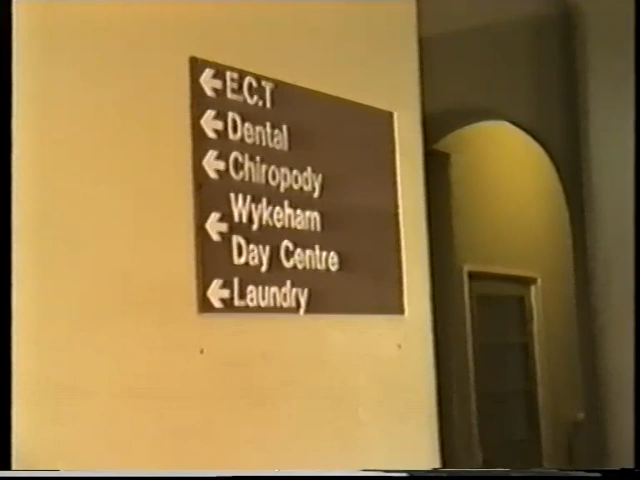 ←E.C.T
←Dental
←Chiropody
←Wykeham
Day Centre
←Laundry